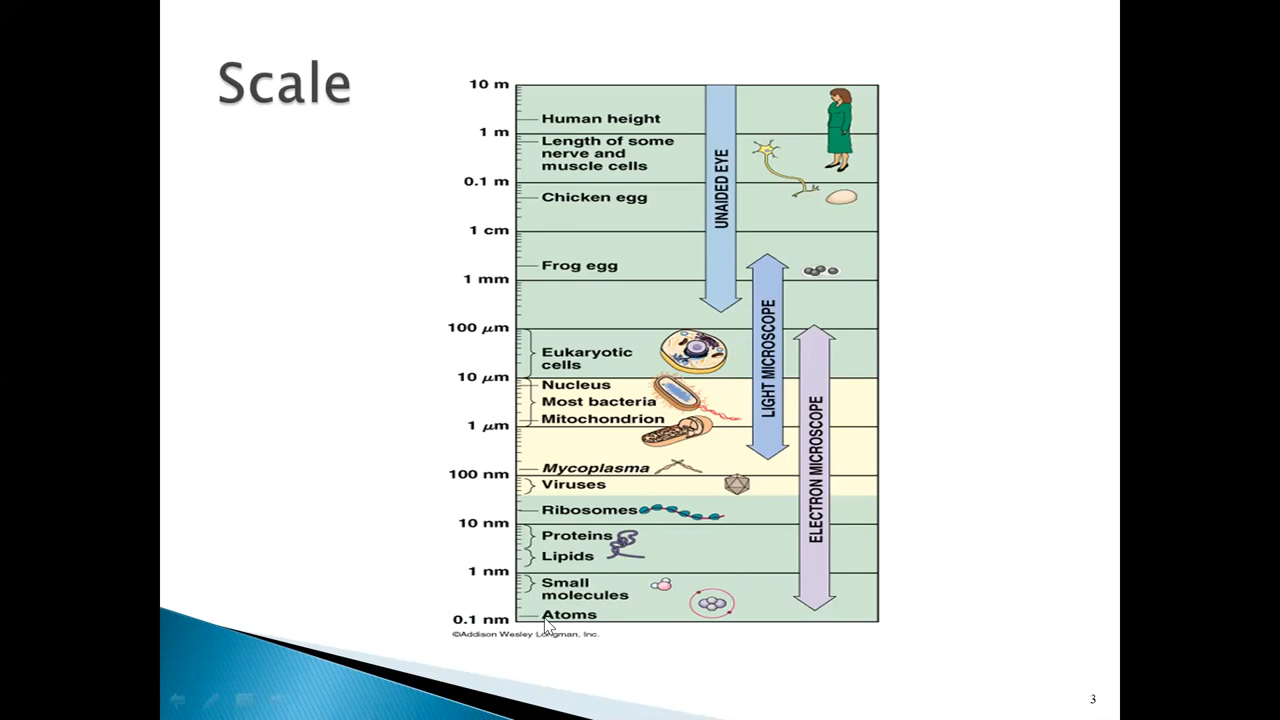 Scale
10 m
Human height
1 m
Length of some
nerve and
muscle cells
0.1 m
Chicken egg
1 cm
Frog egg
1 mm
100 μm
Eukaryotic
cells
10 μm
Nucleus
Most bacteria
Mitochondrion
1 μm
Mycoplasma
100 nm
Viruses
Ribosomes
10 nm
Proteins
Lipids
1 nm
Small
molecules
Atoms
0.1 nm
UNAIDED EYE
LIGHT MICROSCOPE
ELECTRON MICROSCOPE
©Addison Wesley Longman, Inc.
3